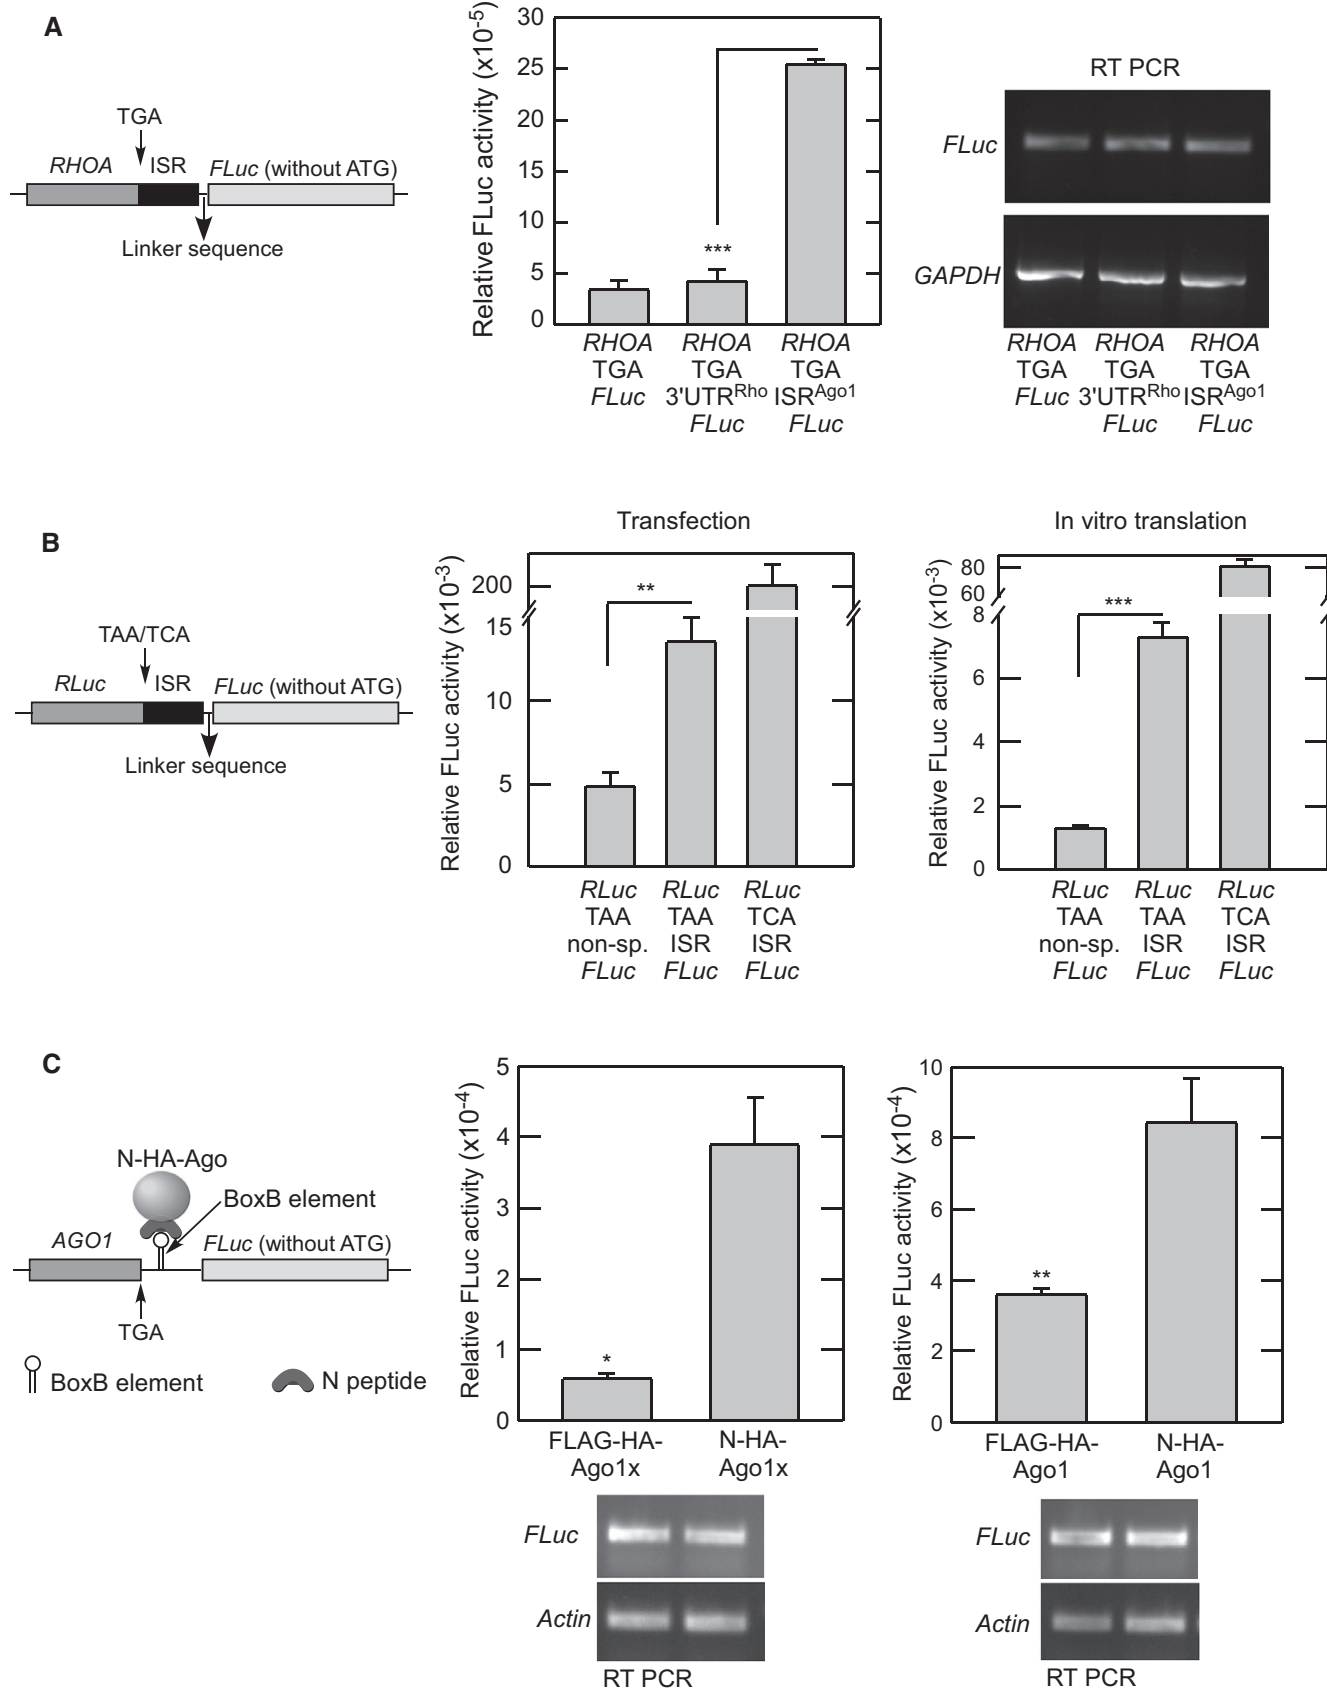 A
TGA
RHOA
ISR
FLuc (without ATG)
Linker sequence
Relative FLuc activity (x10-5)
30
25
20
15
10
5
0
***
RHOA RHOA RHOA
TGA TGA TGA
FLuc 3'UTRRho ISRAgo1
FLuc FLuc
RT PCR
FLuc
GAPDH
RHOA RHOA RHOA
TGA TGA TGA
FLuc 3'UTRRho ISRAgo1
FLuc FLuc
B
TAA/TCA
RLuc
ISR
FLuc (without ATG)
Linker sequence
Transfection
Relative FLuc activity (x10-3)
200
15
10
5
0
**
RLuc RLuc RLuc
TAA TAA TCA
non-sp. ISR ISR
FLuc FLuc FLuc
In vitro translation
Relative FLuc activity (x10-3)
80
60
8
6
4
2
0
***
RLuc RLuc RLuc
TAA TAA TCA
non-sp. ISR ISR
FLuc FLuc FLuc
C
N-HA-Ago
BoxB element
AGO1
FLuc (without ATG)
TGA
BoxB element
N peptide
Relative FLuc activity (x10-4)
5
4
3
2
1
0
*
FLAG-HA- N-HA-
Ago1x Ago1x
FLuc
Actin
RT PCR
Relative FLuc activity (x10-4)
10
8
6
4
2
0
**
FLAG-HA- N-HA-
Ago1 Ago1
FLuc
Actin
RT PCR